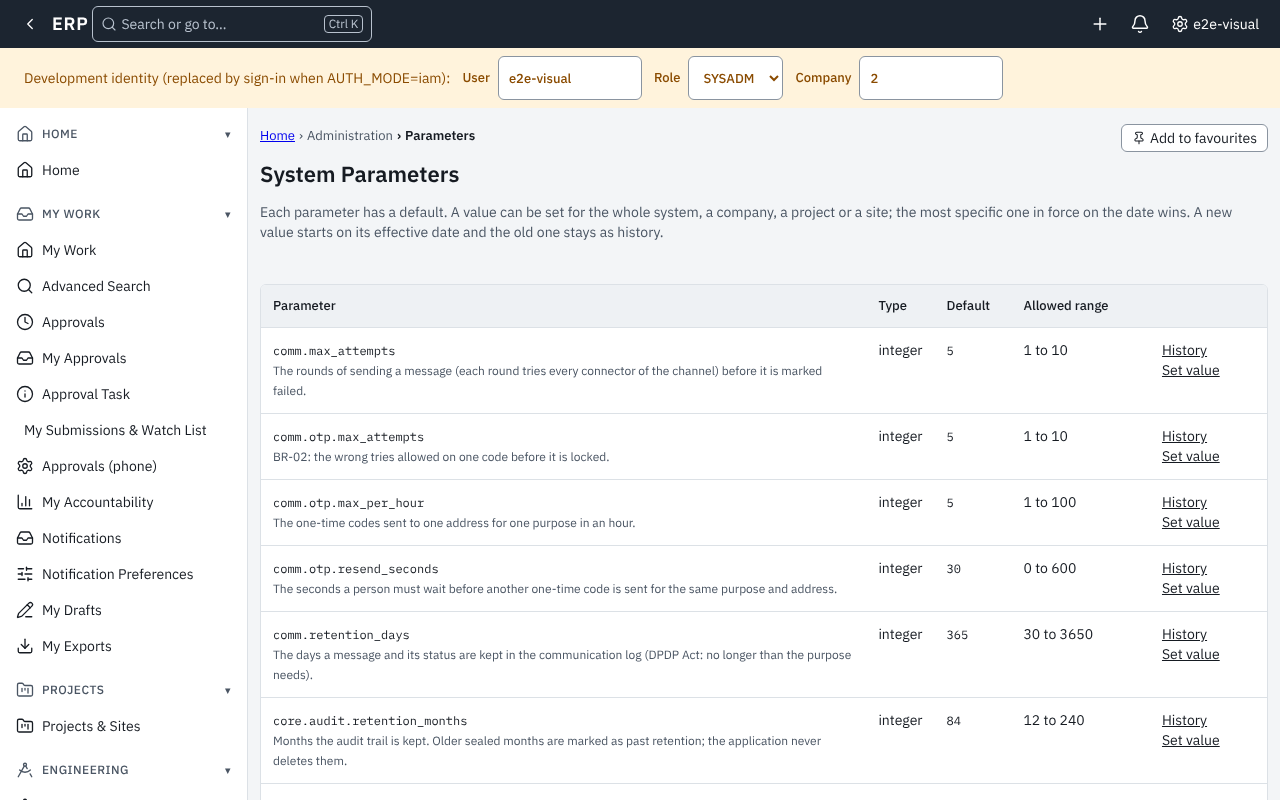 ERP
Search or go to...
Ctrl K
e2e-visual
Development identity (replaced by sign-in when AUTH_MODE=iam):
User
e2e-visual
Role
SYSADM
Company
2
HOME
Home
MY WORK
My Work
Advanced Search
Approvals
My Approvals
Approval Task
My Submissions & Watch List
Approvals (phone)
My Accountability
Notifications
Notification Preferences
My Drafts
My Exports
PROJECTS
Projects & Sites
ENGINEERING
Home › Administration › Parameters
Add to favourites
System Parameters
Each parameter has a default. A value can be set for the whole system, a company, a project or a site; the most specific one in force on the date wins. A new
value starts on its effective date and the old one stays as history.
Parameter Type Default Allowed range
comm.max_attempts integer 5 1 to 10 History
The rounds of sending a message (each round tries every connector of the channel) before it is marked Set value
failed.
comm.otp.max_attempts integer 5 1 to 10 History
BR-02: the wrong tries allowed on one code before it is locked. Set value
comm.otp.max_per_hour integer 5 1 to 100 History
The one-time codes sent to one address for one purpose in an hour. Set value
comm.otp.resend_seconds integer 30 0 to 600 History
The seconds a person must wait before another one-time code is sent for the same purpose and address. Set value
comm.retention_days integer 365 30 to 3650 History
The days a message and its status are kept in the communication log (DPDP Act: no longer than the purpose Set value
needs).
core.audit.retention_months integer 84 12 to 240 History
Months the audit trail is kept. Older sealed months are marked as past retention; the application never Set value
deletes them.